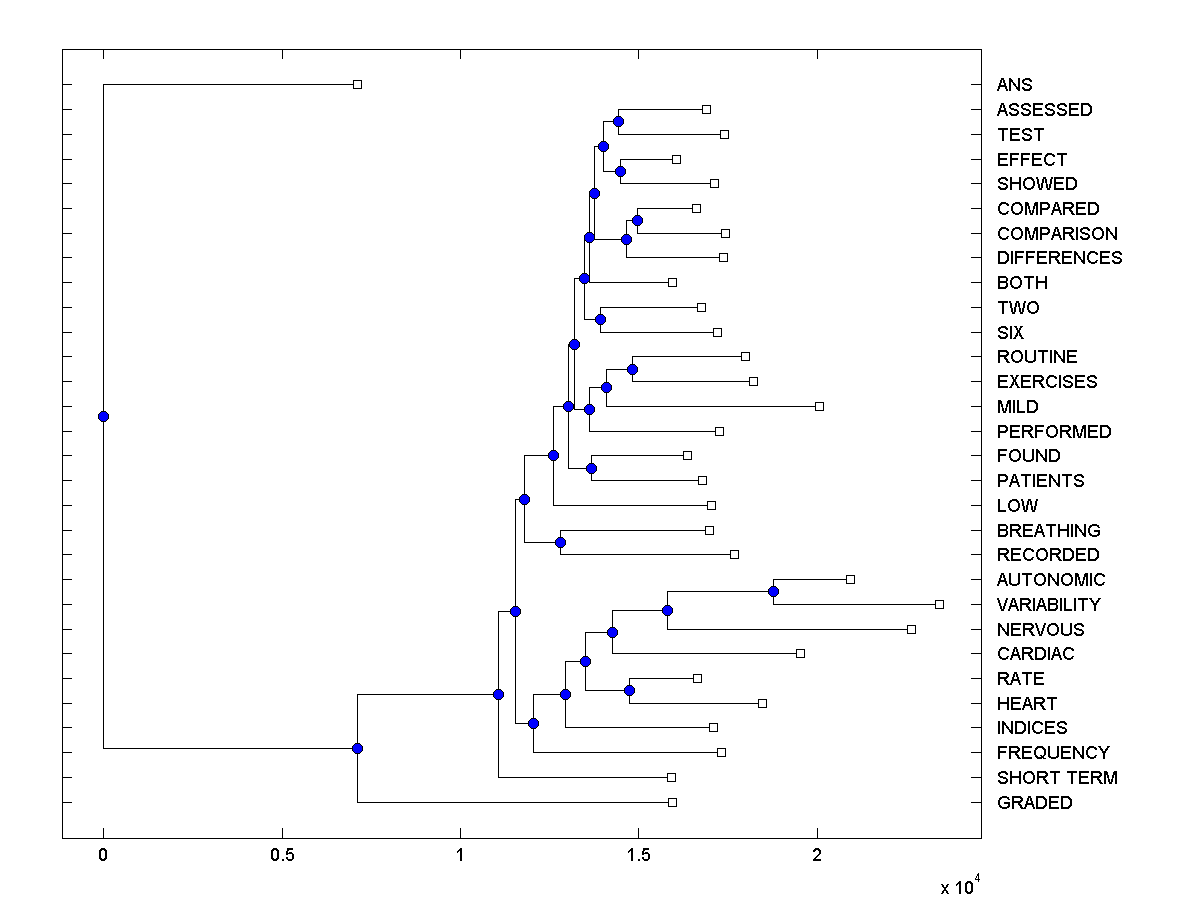 ANS
ASSESSED
TEST
EFFECT
SHOWED
COMPARED
COMPARISON
DIFFERENCES
BOTH
TWO
SIX
ROUTINE
EXERCISES
MILD
PERFORMED
FOUND
PATIENTS
LOW
BREATHING
RECORDED
AUTONOMIC
VARIABILITY
NERVOUS
CARDIAC
RATE
HEART
INDICES
FREQUENCY
SHORT TERM
GRADED
0 0.5 1 1.5 2
x 10^4